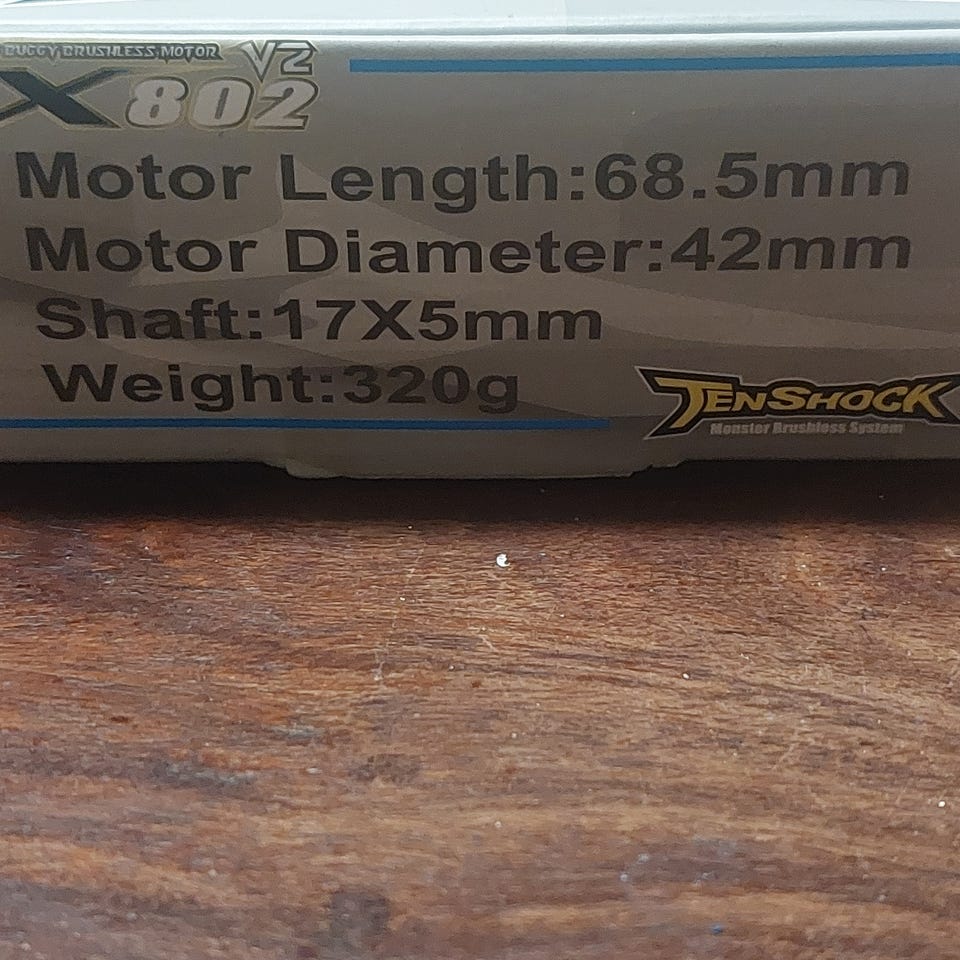 BUGGY BRUSHLESS MOTOR V2
X802
Motor Length:68.5mm
Motor Diameter:42mm
Shaft:17X5mm
Weight:320g
TENSHOCK
Monster Brushless System